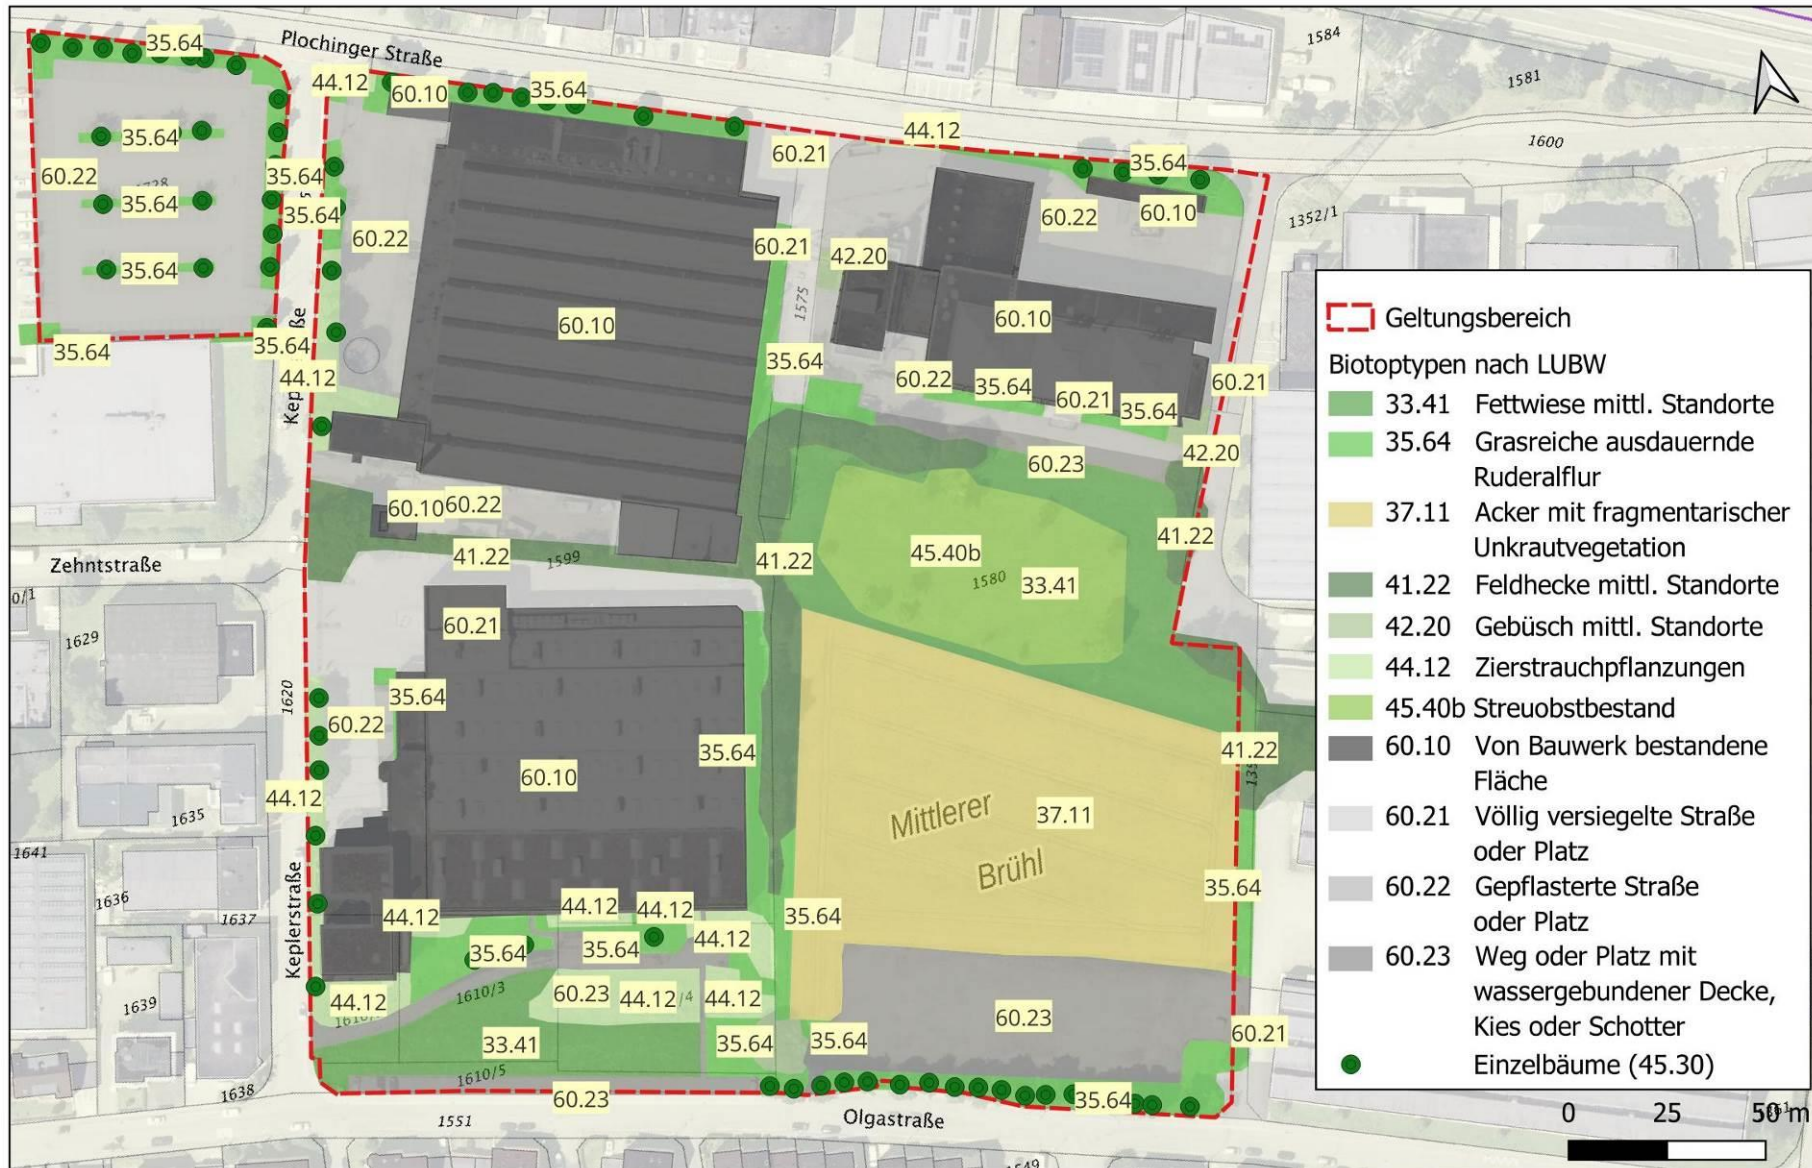 Plochinger Straße
1584
1581
1600
35.64
44.12
60.10
35.64
44.12
60.21
35.64
35.64
60.22
35.64
35.64
35.64
35.64
60.22
60.21
42.20
60.22
60.10
1352/1
1575
60.10
60.10
35.64
35.64
35.64
44.12
35.64
60.22
35.64
60.21
35.64
60.21
60.23
42.20
60.10
60.22
41.22
1599
41.22
45.40b
1580
33.41
41.22
Zehntstraße
0/1
1629
60.21
1620
35.64
60.22
35.64
41.22
60.10
44.12
Mittlerer
Brühl
37.11
1635
1641
1636
1637
Keplerstraße
44.12
44.12
44.12
35.64
35.64
44.12
35.64
35.64
44.12
1610/3
60.23
44.12
44.12
60.23
1639
33.41
35.64
35.64
60.21
1610/5
60.23
35.64
1638
1551
Olgastraße
1549
Geltungsbereich
Biotoptypen nach LUBW
33.41 Fettwiese mittl. Standorte
35.64 Grasreiche ausdauernde
Ruderalflur
37.11 Acker mit fragmentarischer
Unkrautvegetation
41.22 Feldhecke mittl. Standorte
42.20 Gebüsch mittl. Standorte
44.12 Zierstrauchpflanzungen
45.40b Streuobstbestand
60.10 Von Bauwerk bestandene
Fläche
60.21 Völlig versiegelte Straße
oder Platz
60.22 Gepflasterte Straße
oder Platz
60.23 Weg oder Platz mit
wassergebundener Decke,
Kies oder Schotter
Einzelbäume (45.30)
0 25 50 m